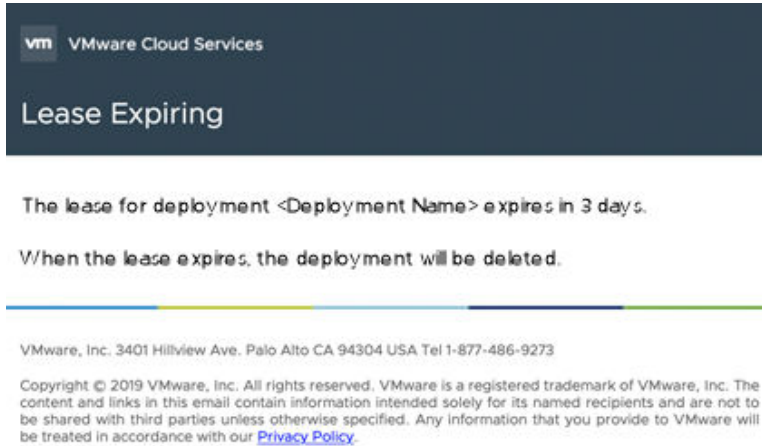 vm VMware Cloud Services
Lease Expiring
The lease for deployment <Deployment Name> expires in 3 days.
When the lease expires, the deployment will be deleted.
VMware, Inc. 3401 Hillview Ave. Palo Alto CA 94304 USA Tel 1-877-486-9273
Copyright © 2019 VMware, Inc. All rights reserved. VMware is a registered trademark of VMware, Inc. The
content and links in this email contain information intended solely for its named recipients and are not to
be shared with third parties unless otherwise specified. Any information that you provide to VMware will
be treated in accordance with our Privacy Policy.